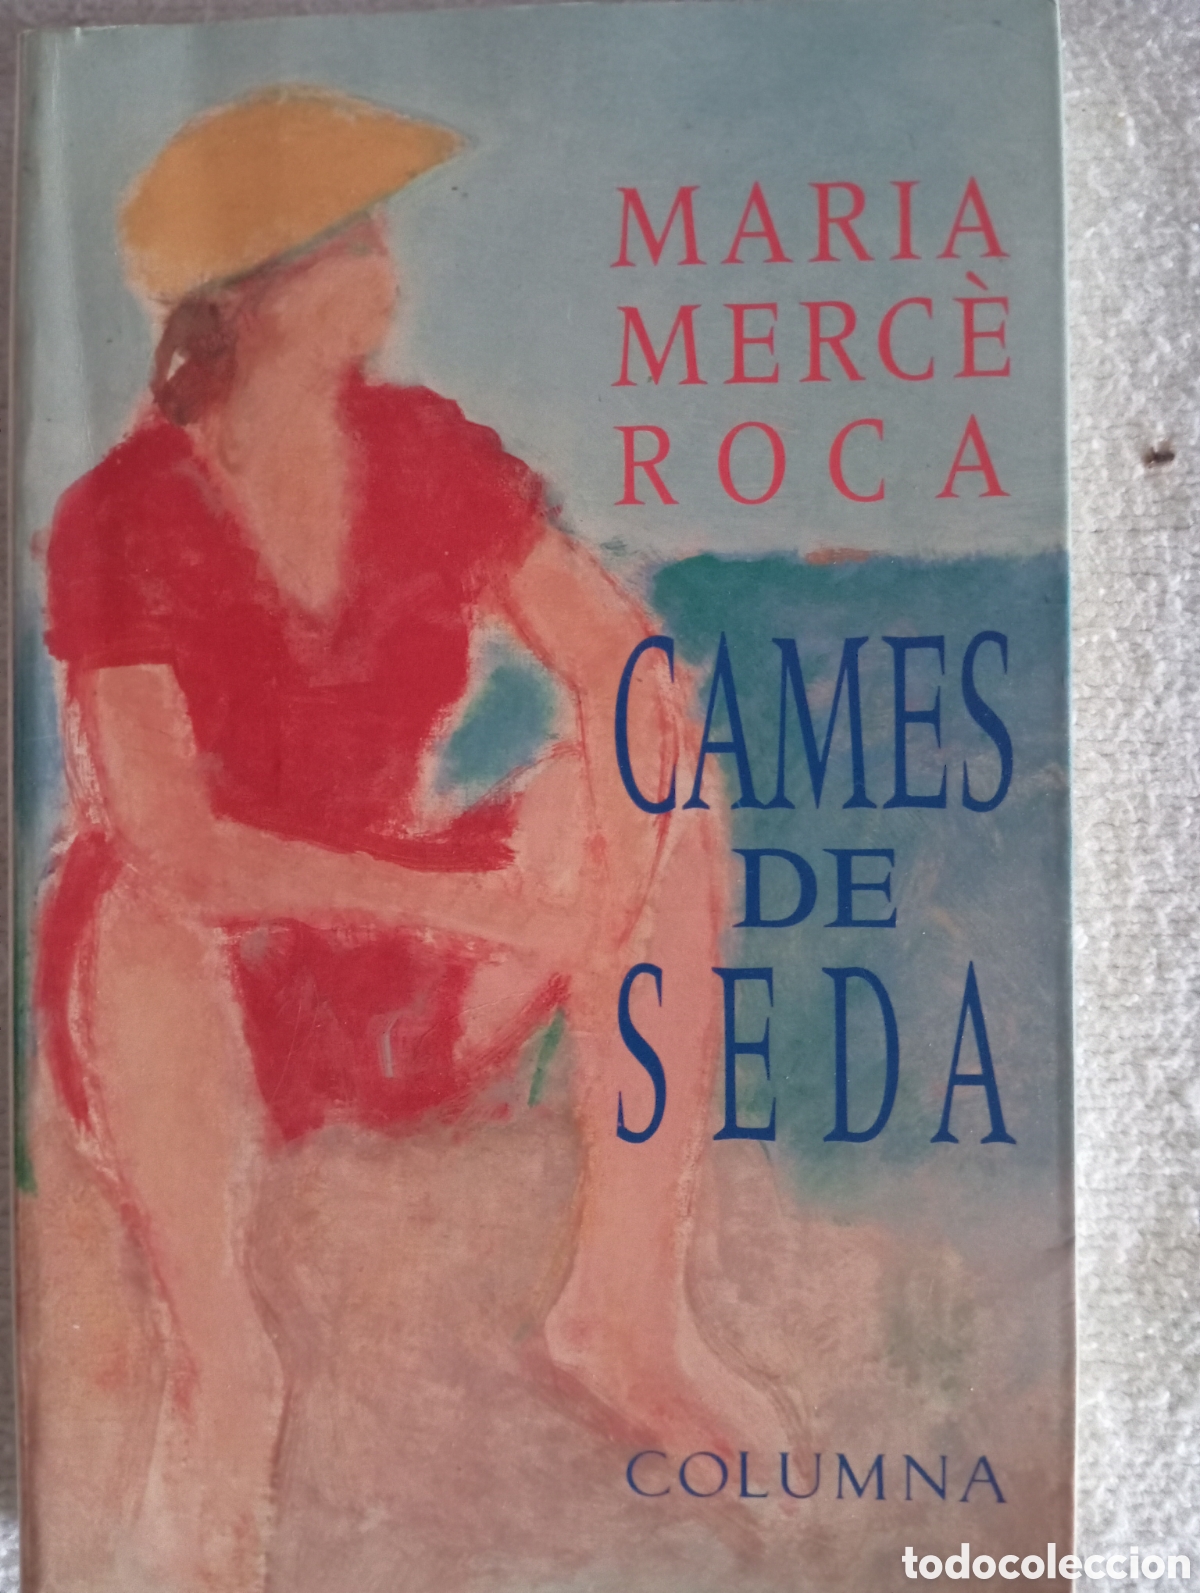 MARIA
MERCÈ
ROCA
CAMES
DE
SEDA
COLUMNA
todocoleccion